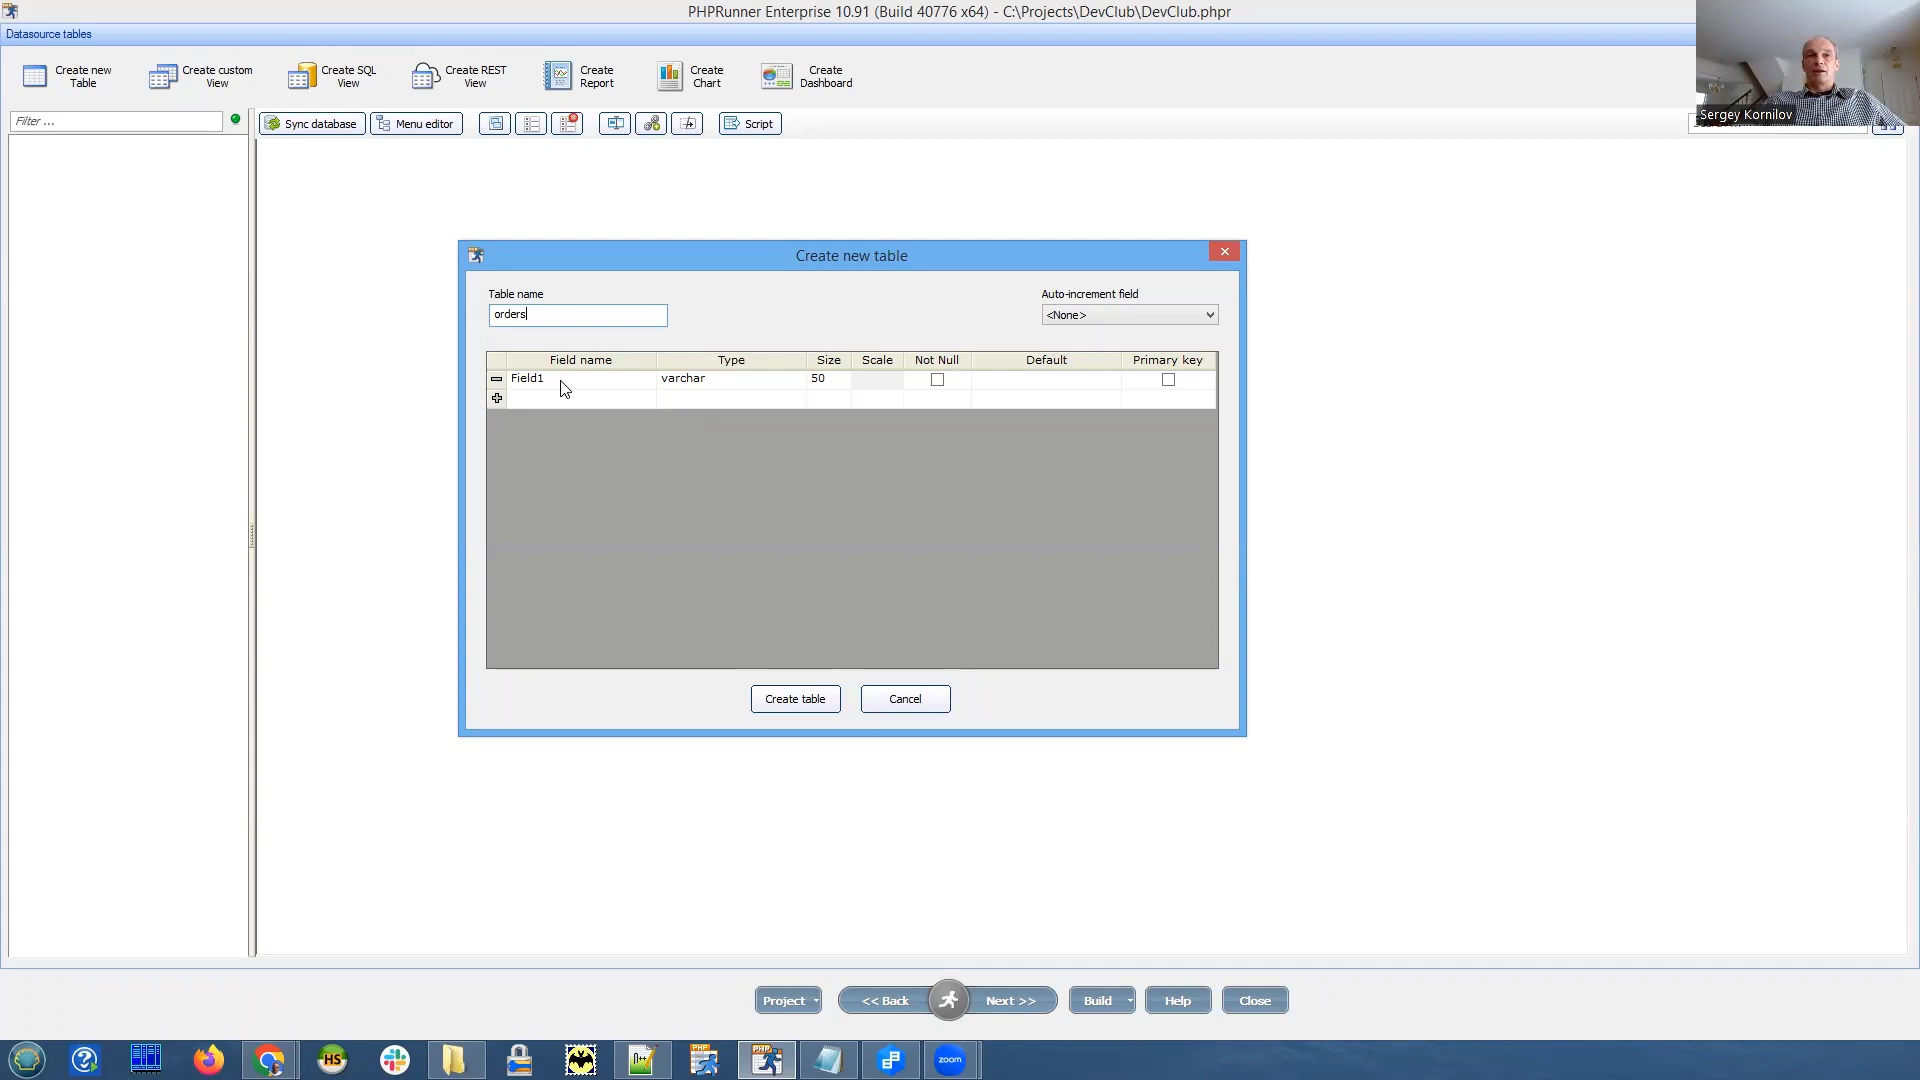 PHPRunner Enterprise 10.91 (Build 40776 x64) - C:\Projects\DevClub\DevClub.phpr
Datasource tables
Create new Table
Create custom View
Create SQL View
Create REST View
Create Report
Create Chart
Create Dashboard
Sergey Kornilov
Filter ...
Sync database
Menu editor
Script
Create new table
Table name
Auto-increment field
orders
<None>
Field name Type Size Scale Not Null Default Primary key
Field1 varchar 50
Create table
Cancel
Project
<< Back
Next >>
Build
Help
Close
HS
PHP
PHP
zoom